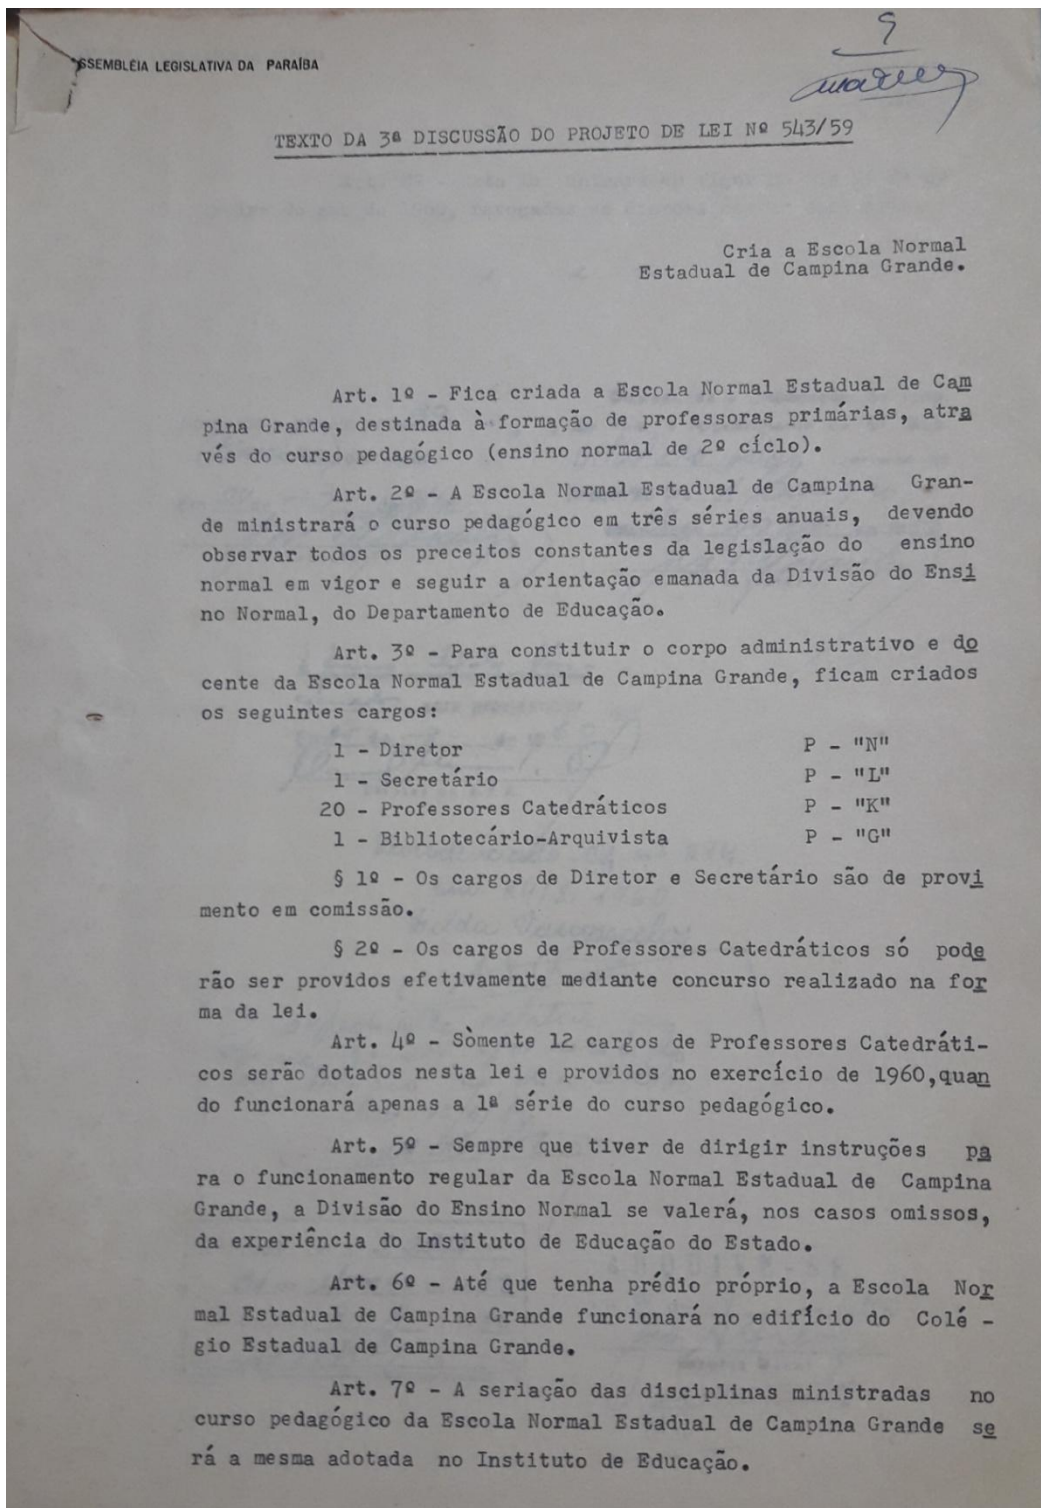 SSEMBLÉIA LEGISLATIVA DA PARAÍBA
9
TEXTO DA 3ª DISCUSSÃO DO PROJETO DE LEI Nº 543/59
Cria a Escola Normal
Estadual de Campina Grande.
Art. 1º - Fica criada a Escola Normal Estadual de Cam
pina Grande, destinada à formação de professoras primárias, atra
vés do curso pedagógico (ensino normal de 2º cíclo).
Art. 2º - A Escola Normal Estadual de Campina Gran-
de ministrará o curso pedagógico em três séries anuais, devendo
observar todos os preceitos constantes da legislação do ensino
normal em vigor e seguir a orientação emanada da Divisão do Ensi
no Normal, do Departamento de Educação.
Art. 3º - Para constituir o corpo administrativo e do
cente da Escola Normal Estadual de Campina Grande, ficam criados
os seguintes cargos:
1 - Diretor P - "N"
1 - Secretário P - "L"
20 - Professores Catedráticos P - "K"
1 - Bibliotecário-Arquivista P - "G"
§ 1º - Os cargos de Diretor e Secretário são de provi
mento em comissão.
§ 2º - Os cargos de Professores Catedráticos só pode
rão ser providos efetivamente mediante concurso realizado na for
ma da lei.
Art. 4º - Sòmente 12 cargos de Professores Catedráti-
cos serão dotados nesta lei e providos no exercício de 1960,quan
do funcionará apenas a 1ª série do curso pedagógico.
Art. 5º - Sempre que tiver de dirigir instruções pa
ra o funcionamento regular da Escola Normal Estadual de Campina
Grande, a Divisão do Ensino Normal se valerá, nos casos omissos,
da experiência do Instituto de Educação do Estado.
Art. 6º - Até que tenha prédio próprio, a Escola Nor
mal Estadual de Campina Grande funcionará no edifício do Colé -
gio Estadual de Campina Grande.
Art. 7º - A seriação das disciplinas ministradas no
curso pedagógico da Escola Normal Estadual de Campina Grande se
rá a mesma adotada no Instituto de Educação.